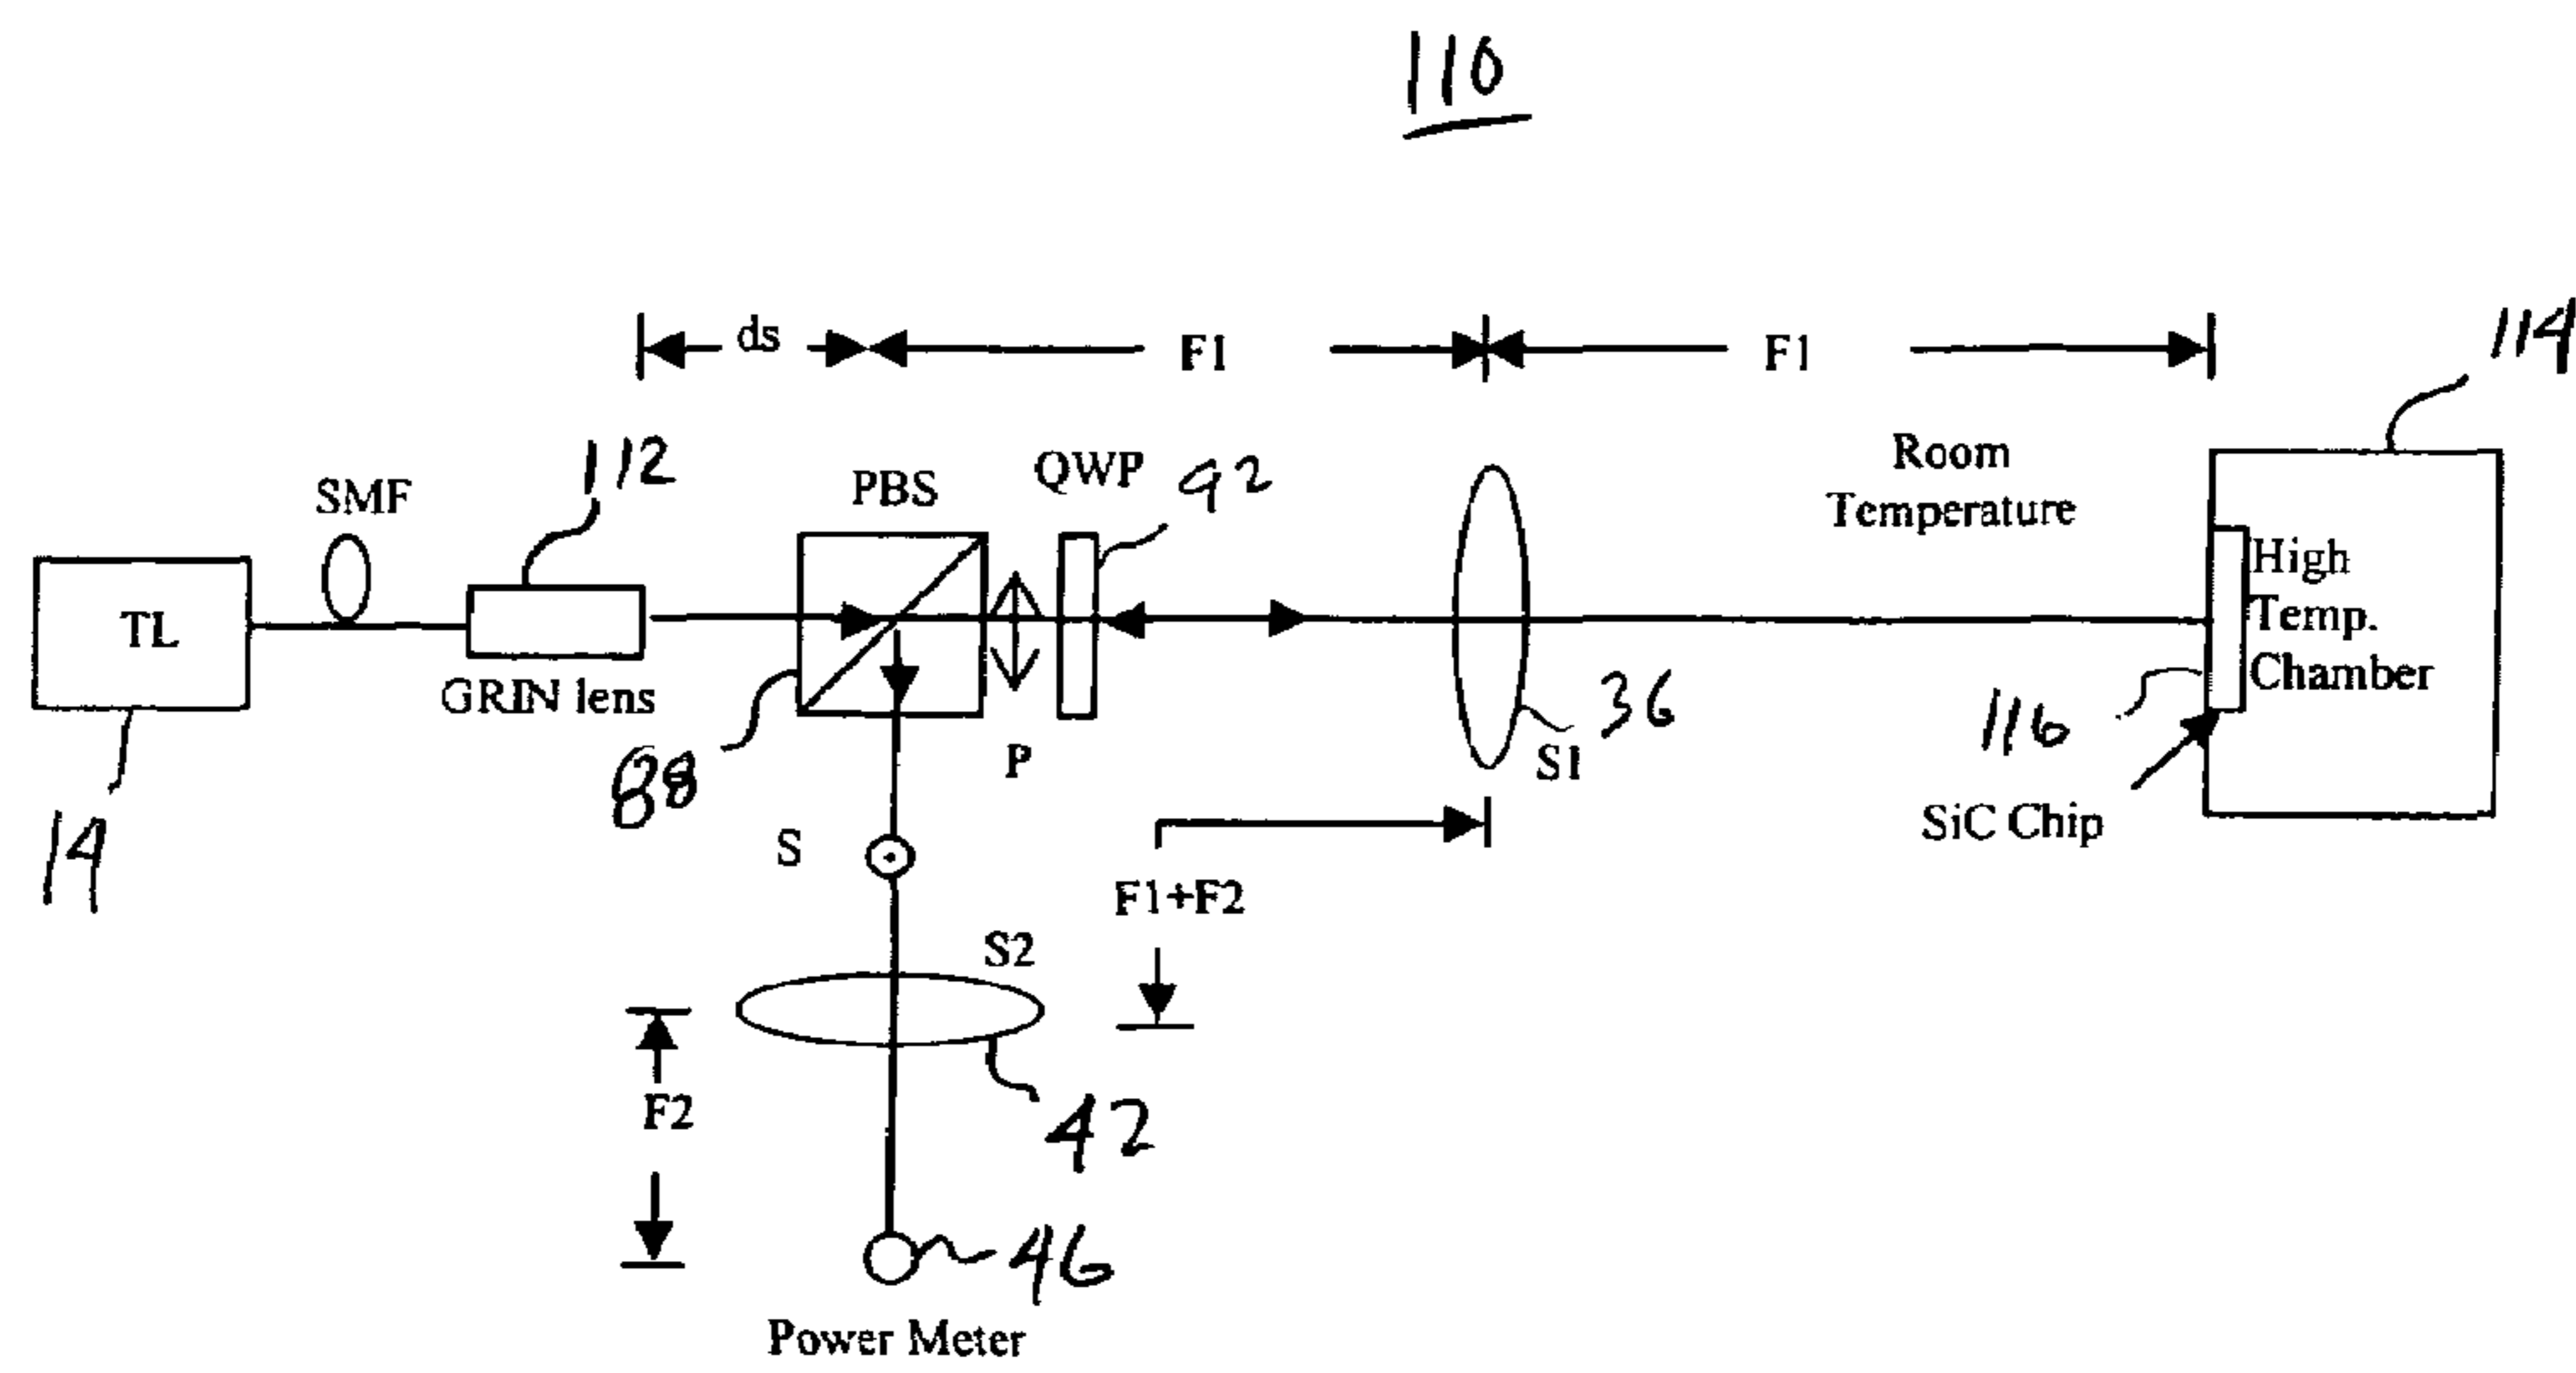 110
ds
F1
F1
114
112
SMF
PBS
QWP
92
Room
Temperature
TL
GRIN lens
High
Temp.
Chamber
14
88
P
S1
36
116
SiC Chip
S
F1+F2
S2
F2
42
46
Power Meter